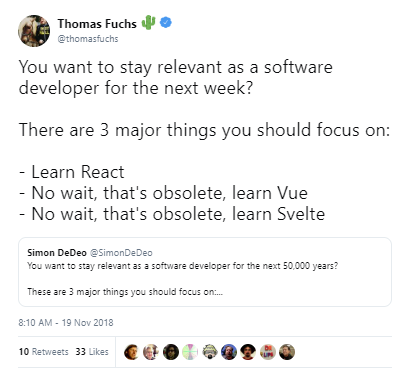 Thomas Fuchs
@thomasfuchs
You want to stay relevant as a software
developer for the next week?
There are 3 major things you should focus on:
- Learn React
- No wait, that's obsolete, learn Vue
- No wait, that's obsolete, learn Svelte
Simon DeDeo @SimonDeDeo
You want to stay relevant as a software developer for the next 50,000 years?
These are 3 major things you should focus on:...
8:10 AM - 19 Nov 2018
10 Retweets 33 Likes